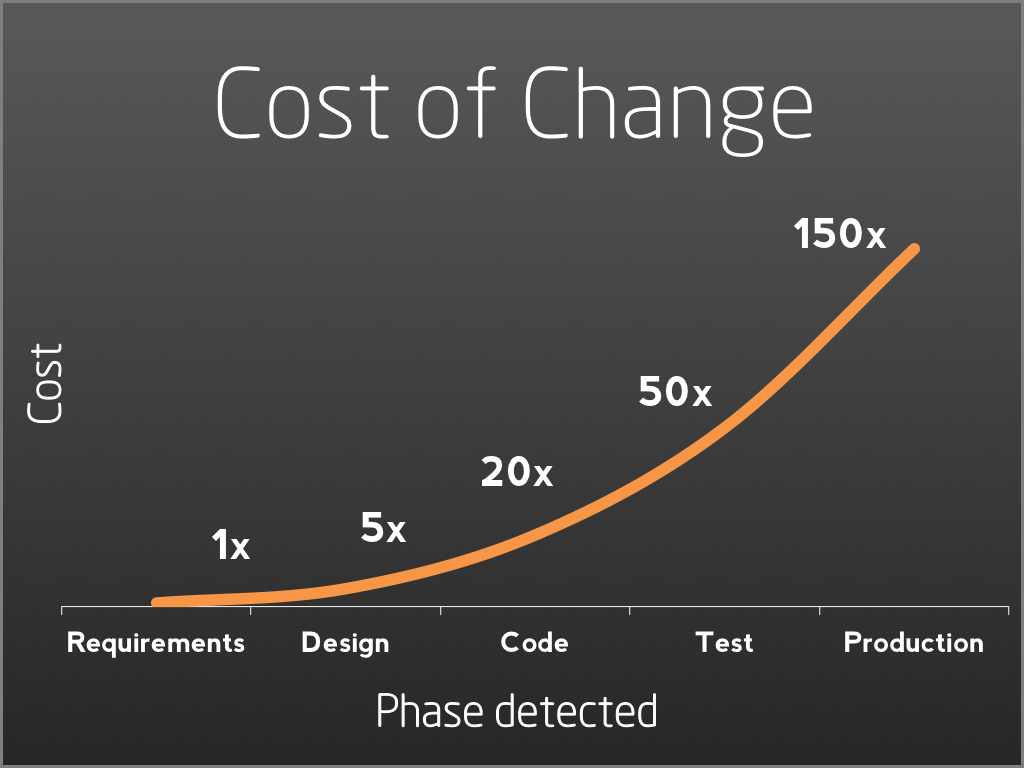 Cost of Change
150x
50x
20x
5x
1x
Cost
Requirements Design Code Test Production
Phase detected